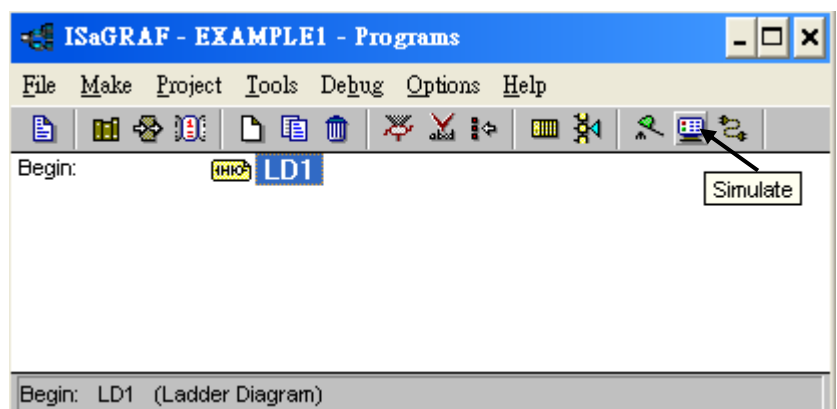 ISaGRAF - EXAMPLE1 - Programs
File Make Project Tools Debug Options Help
Begin: LD1
Simulate
Begin: LD1 (Ladder Diagram)